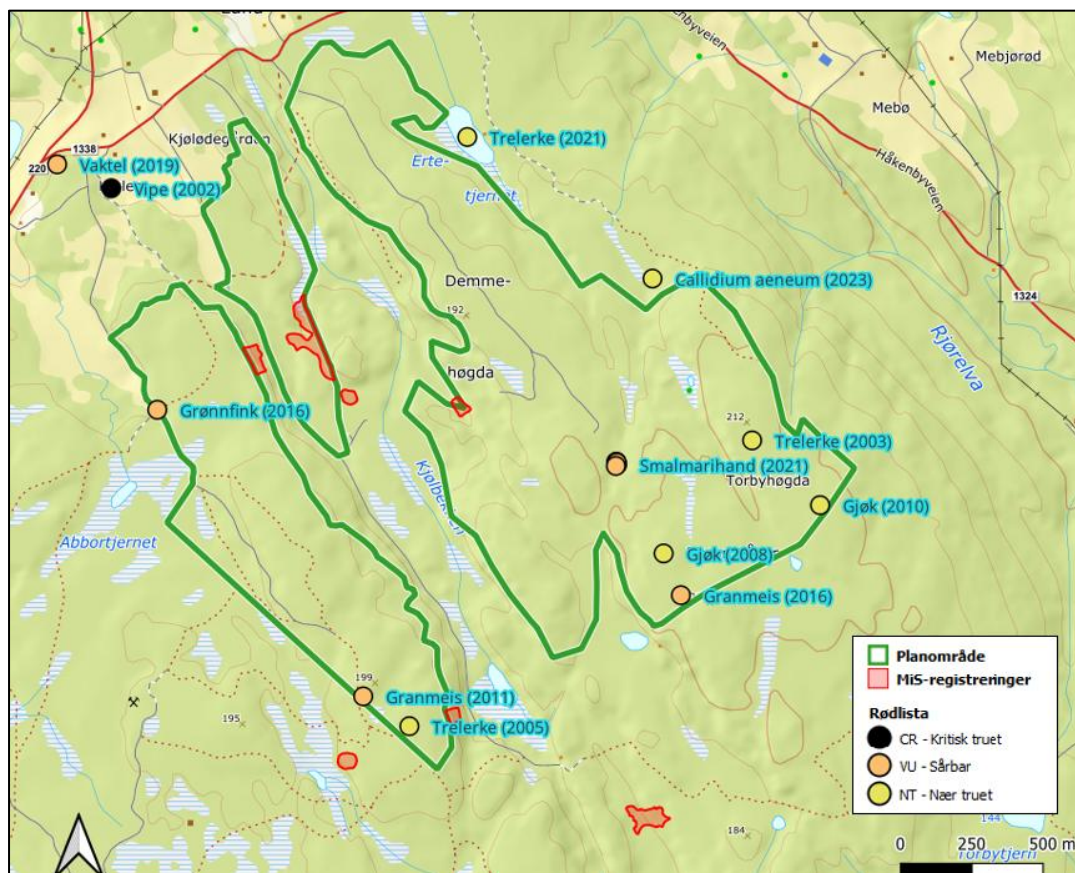 Håkenbyveien
Mebjørød
Mebø
Kjølødegårdan
1338
220
Vaktel (2019)
Vipe (2002)
Trelerke (2021)
Erte-
tjernet
Håkenbyveien
Callidium aeneum (2023)
1324
Demme-
192
høgda
Rjørelva
Grønnfink (2016)
212
Trelerke (2003)
Smalmarihand (2021)
Torbyhøgda
Kjølbekken
Gjøk (2010)
Abbortjernet
Gjøk (2008)
Granmeis (2016)
199
Granmeis (2011)
195
Trelerke (2005)
184
144
Torbytjern
Planområde
MiS-registreringer
Rødlista
CR - Kritisk truet
VU - Sårbar
NT - Nær truet
0 250 500 m